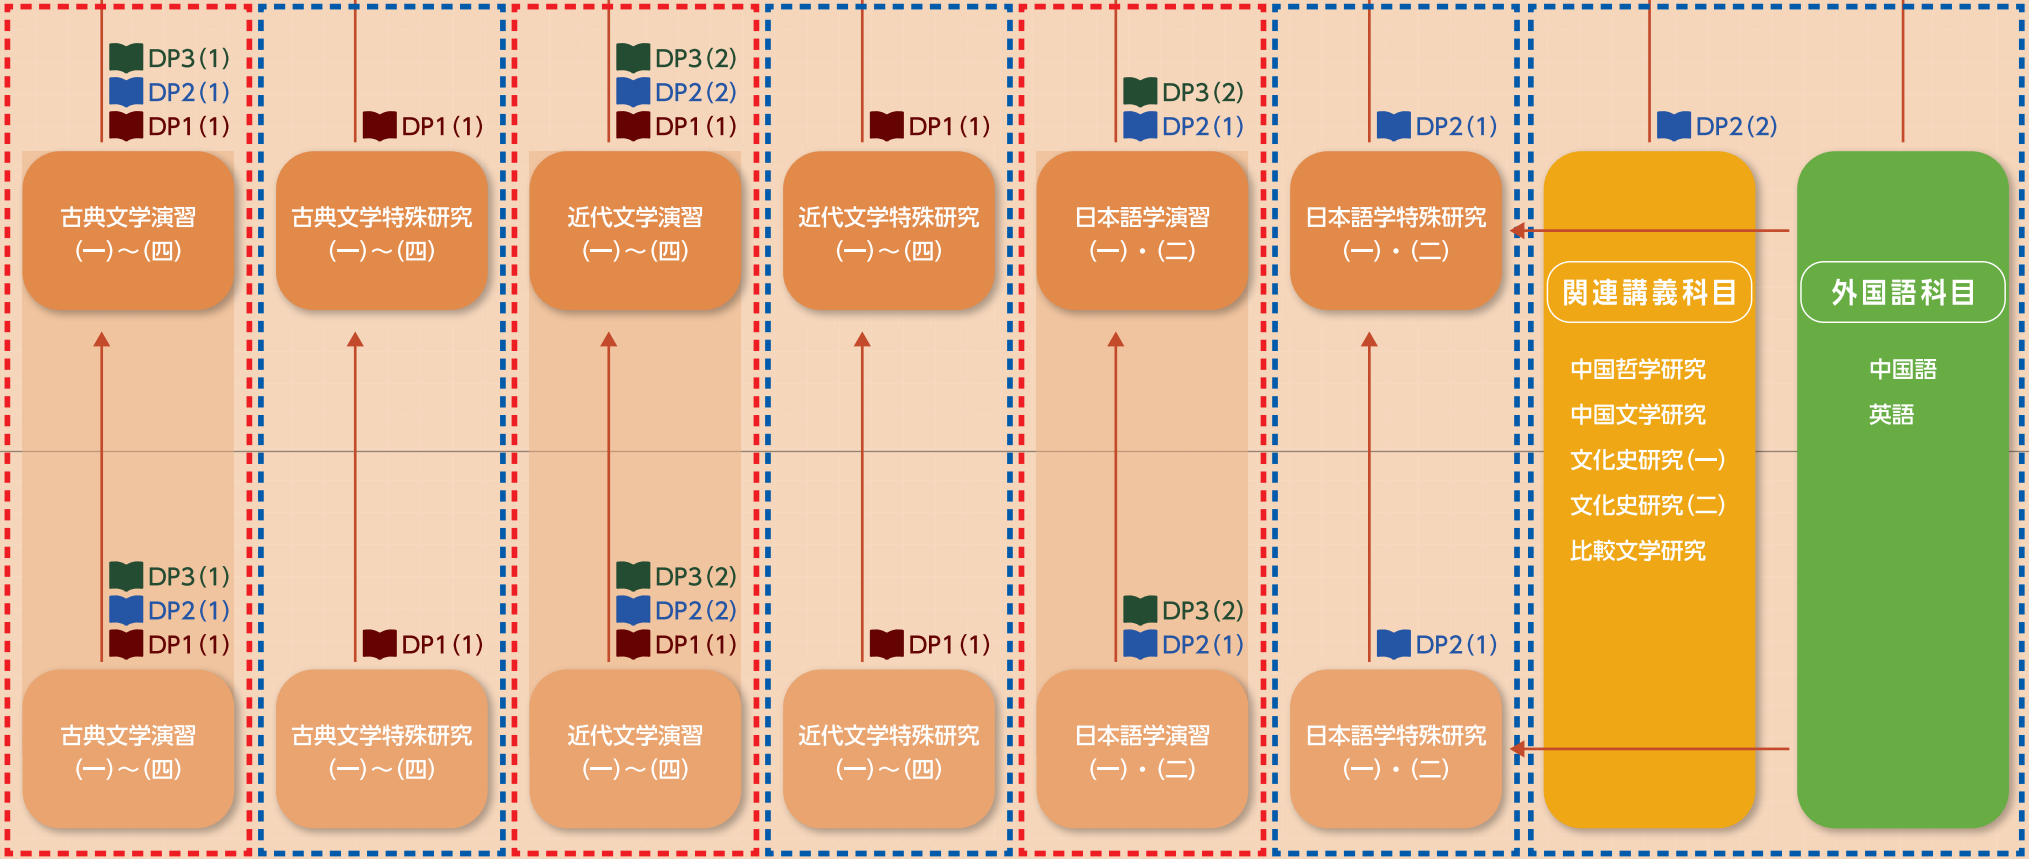 DP3(1)
DP2(1)
DP1(1)
DP1(1)
DP3(2)
DP2(2)
DP1(1)
DP1(1)
DP3(2)
DP2(1)
DP2(1)
DP2(2)
古典文学演習
(一)～(四)
古典文学特殊研究
(一)～(四)
近代文学演習
(一)～(四)
近代文学特殊研究
(一)～(四)
日本語学演習
(一)・(二)
日本語学特殊研究
(一)・(二)
関連講義科目
中国哲学研究
中国文学研究
文化史研究(一)
文化史研究(二)
比較文学研究
外国語科目
中国語
英語
DP3(1)
DP2(1)
DP1(1)
DP1(1)
DP3(2)
DP2(2)
DP1(1)
DP1(1)
DP3(2)
DP2(1)
DP2(1)
古典文学演習
(一)～(四)
古典文学特殊研究
(一)～(四)
近代文学演習
(一)～(四)
近代文学特殊研究
(一)～(四)
日本語学演習
(一)・(二)
日本語学特殊研究
(一)・(二)